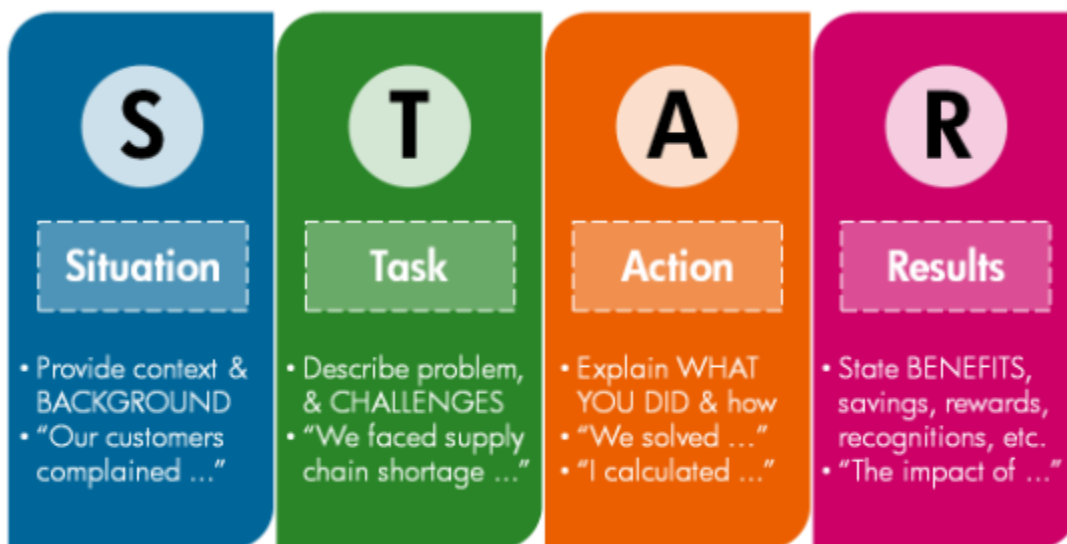 S
Situation
• Provide context &
BACKGROUND
• “Our customers
complained ...”
T
Task
• Describe problem,
& CHALLENGES
• “We faced supply
chain shortage ...”
A
Action
• Explain WHAT
YOU DID & how
• “We solved ...”
• “I calculated ...”
R
Results
• State BENEFITS,
savings, rewards,
recognitions, etc.
• “The impact of ...”